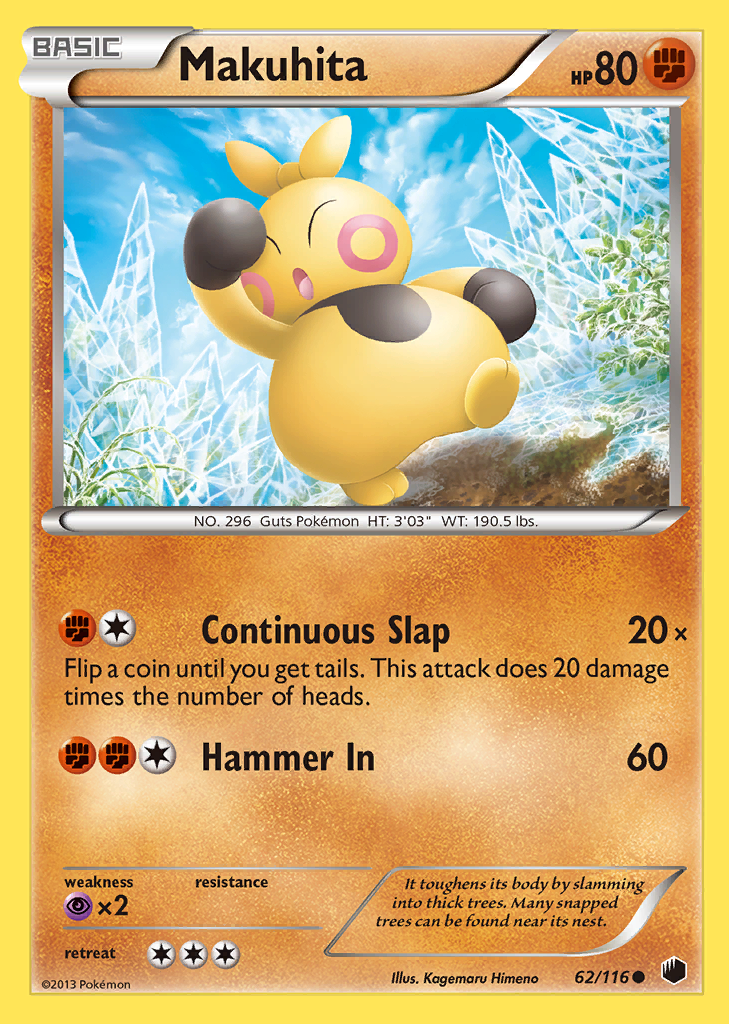 BASIC
Makuhita
HP80
NO. 296 Guts Pokémon HT: 3'03" WT: 190.5 lbs.
Continuous Slap
20×
Flip a coin until you get tails. This attack does 20 damage
times the number of heads.
Hammer In
60
weakness
resistance
×2
retreat
It toughens its body by slamming
into thick trees. Many snapped
trees can be found near its nest.
©2013 Pokémon
Illus. Kagemaru Himeno
62/116